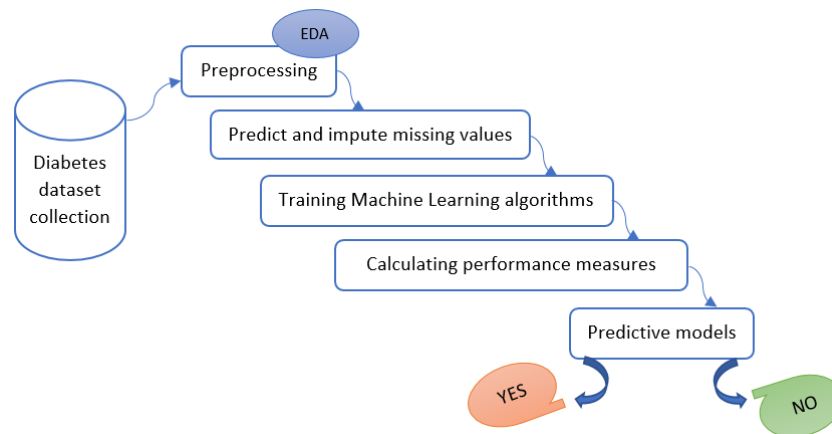 EDA
Preprocessing
Diabetes
dataset
collection
Predict and impute missing values
Training Machine Learning algorithms
Calculating performance measures
Predictive models
YES
NO